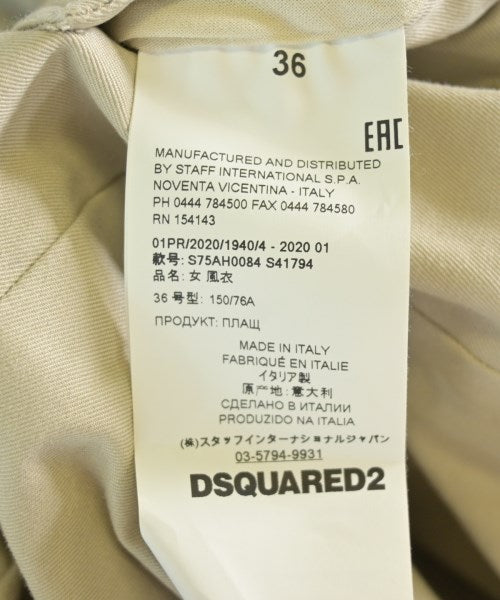 36
EAC
MANUFACTURED AND DISTRIBUTED
BY STAFF INTERNATIONAL S.P.A.
NOVENTA VICENTINA - ITALY
PH 0444 784500 FAX 0444 784580
RN 154143
01PR/2020/1940/4 - 2020 01
款号: S75AH0084 S41794
品名: 女 風衣
36 号型: 150/76A
ПРОДУКТ: ПЛАЩ
MADE IN ITALY
FABRIQUÉ EN ITALIE
イタリア製
原产地: 意大利
СДЕЛАНО В ИТАЛИИ
PRODUZIDO NA ITALIA
(株)スタッフインターナショナルジャパン
03-5794-9931
DSQUARED2